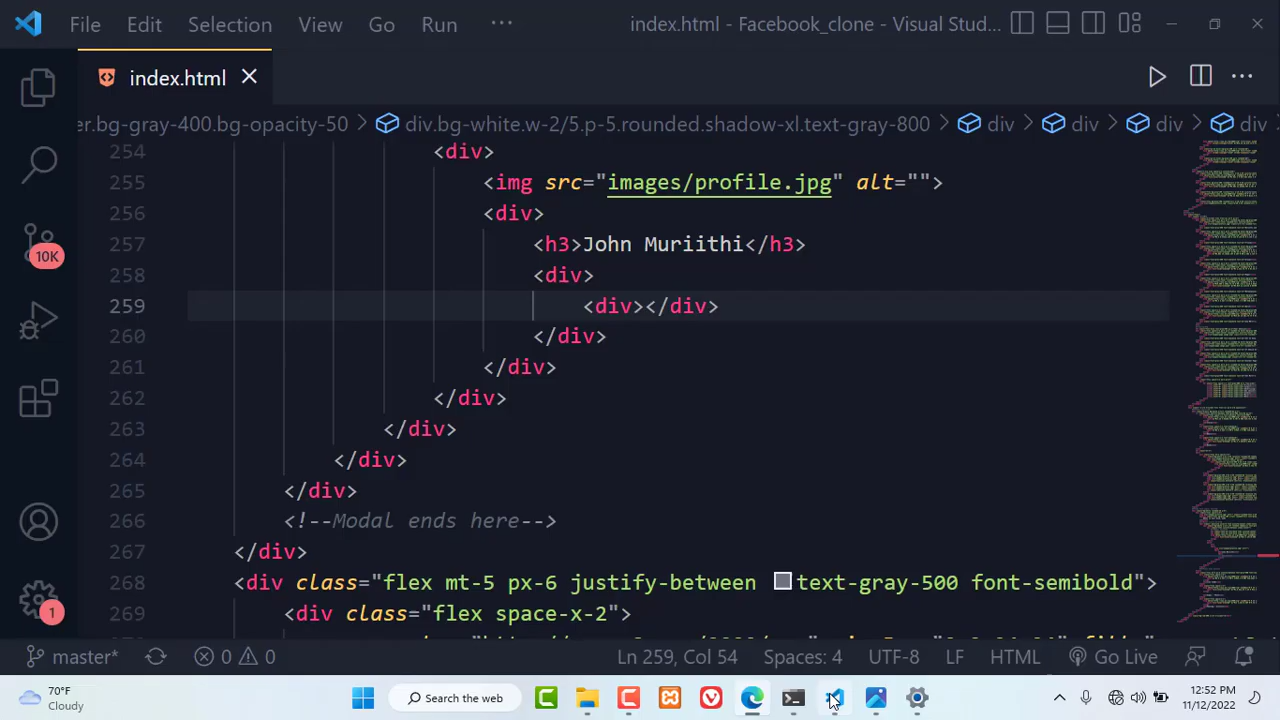 File Edit Selection View Go Run ··· index.html - Facebook_clone - Visual Stud...
index.html
er.bg-gray-400.bg-opacity-50 > div.bg-white.w-2/5.p-5.rounded.shadow-xl.text-gray-800 > div > div > div > div
254 <div>
255 <img src="images/profile.jpg" alt="">
256 <div>
257 <h3>John Muriithi</h3>
258 <div>
259 <div></div>
260 </div>
261 </div>
262 </div>
263 </div>
264 </div>
265 </div>
266 <!--Modal ends here-->
267 </div>
268 <div class="flex mt-5 px-6 justify-between text-gray-500 font-semibold">
269 <div class="flex space-x-2">
10K
1
master* 0 0 Ln 259, Col 54 Spaces: 4 UTF-8 LF HTML Go Live
70°F
Cloudy
Search the web
12:52 PM
11/12/2022